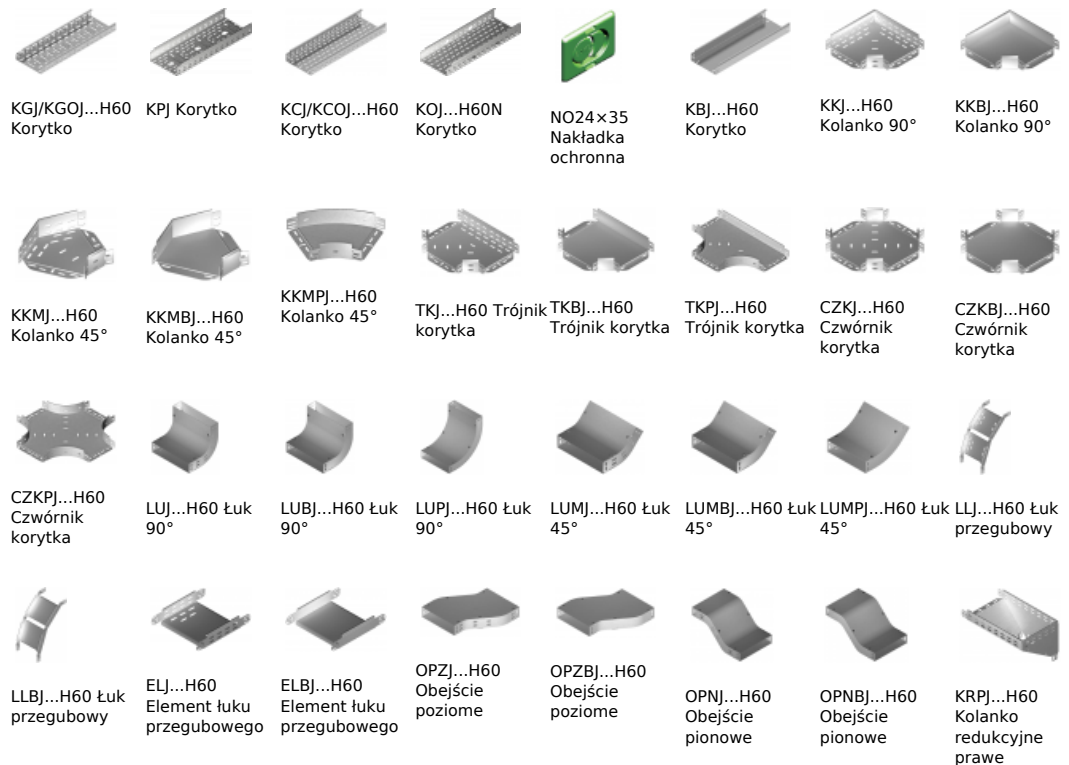 KGJ/KGOJ...H60
Korytko
KPJ Korytko
KCJ/KCOJ...H60
Korytko
KOJ...H60N
Korytko
NO24×35
Nakładka
ochronna
KBJ...H60
Korytko
KKJ...H60
Kolanko 90°
KKBJ...H60
Kolanko 90°
KKMJ...H60
Kolanko 45°
KKMBJ...H60
Kolanko 45°
KKMPJ...H60
Kolanko 45°
TKJ...H60 Trójnik
korytka
TKBJ...H60
Trójnik korytka
TKPJ...H60
Trójnik korytka
CZKJ...H60
Czwórnik
korytka
CZKBJ...H60
Czwórnik
korytka
CZKPJ...H60
Czwórnik
korytka
LUJ...H60 Łuk
90°
LUBJ...H60 Łuk
90°
LUPJ...H60 Łuk
90°
LUMJ...H60 Łuk
45°
LUMBJ...H60 Łuk
45°
LUMPJ...H60 Łuk
45°
LLJ...H60 Łuk
przegubowy
LLBJ...H60 Łuk
przegubowy
ELJ...H60
Element łuku
przegubowego
ELBJ...H60
Element łuku
przegubowego
OPZJ...H60
Obejście
poziome
OPZBJ...H60
Obejście
poziome
OPNJ...H60
Obejście
pionowe
OPNBJ...H60
Obejście
pionowe
KRPJ...H60
Kolanko
redukcyjne
prawe